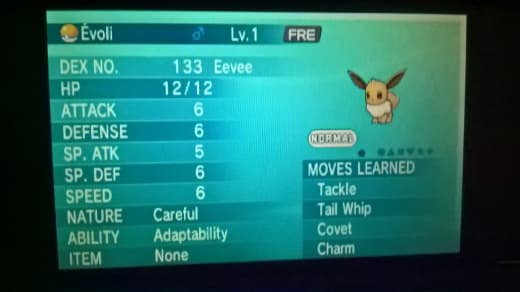 Évoli ♂ Lv.1 FRE
DEX NO. 133 Eevee
HP 12/12
ATTACK 6
DEFENSE 6
SP. ATK 5
SP. DEF 6
SPEED 6
NATURE Careful
ABILITY Adaptability
ITEM None
NORMAL
MOVES LEARNED
Tackle
Tail Whip
Covet
Charm